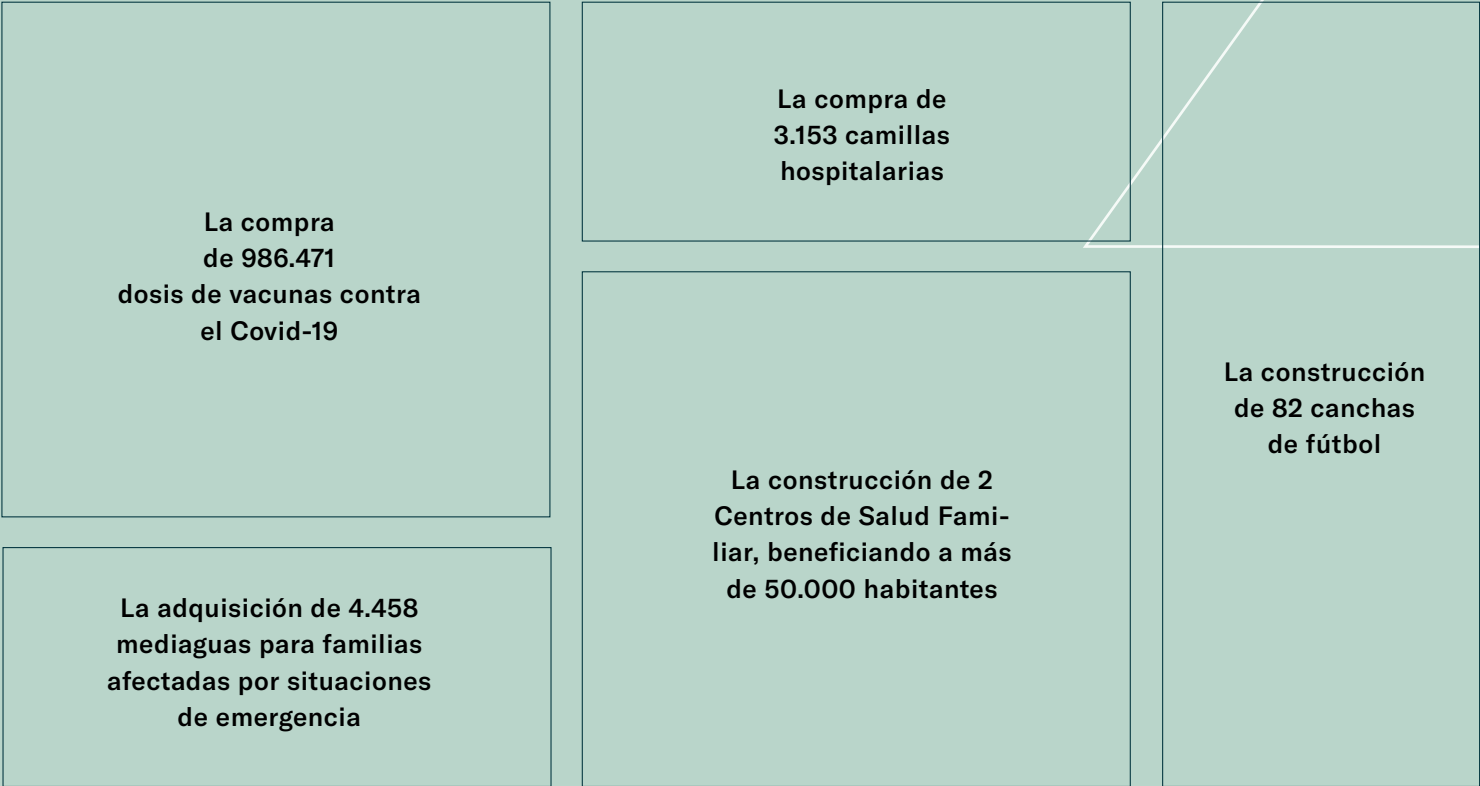 La compra
de 986.471
dosis de vacunas contra
el Covid-19
La adquisición de 4.458
mediaguas para familias
afectadas por situaciones
de emergencia
La compra de
3.153 camillas
hospitalarias
La construcción de 2
Centros de Salud Fami-
liar, beneficiando a más
de 50.000 habitantes
La construcción
de 82 canchas
de fútbol